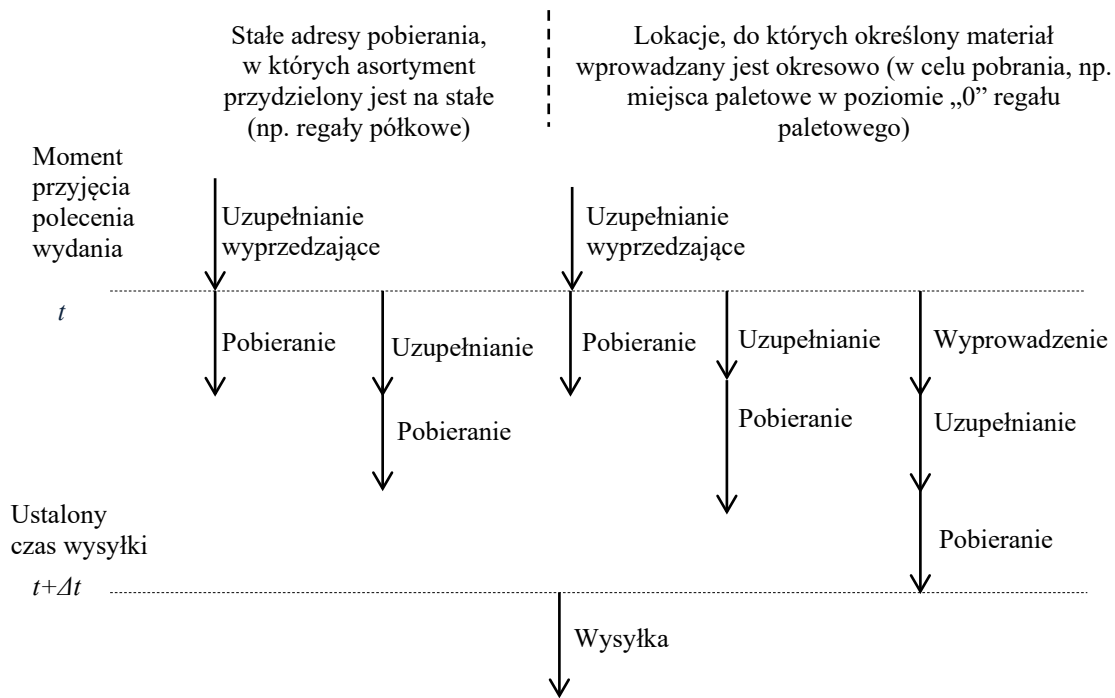 Stałe adresy pobierania,
w których asortyment
przydzielony jest na stałe
(np. regały półkowe)
Lokacje, do których określony materiał
wprowadzany jest okresowo (w celu pobrania, np.
miejsca paletowe w poziomie „0” regału
paletowego)
Moment
przyjęcia
polecenia
wydania
Uzupełnianie
wyprzedzające
Uzupełnianie
wyprzedzające
t
Pobieranie
Uzupełnianie
Pobieranie
Uzupełnianie
Wyprowadzenie
Pobieranie
Pobieranie
Uzupełnianie
Ustalony
czas wysyłki
Pobieranie
t+Δt
Wysyłka